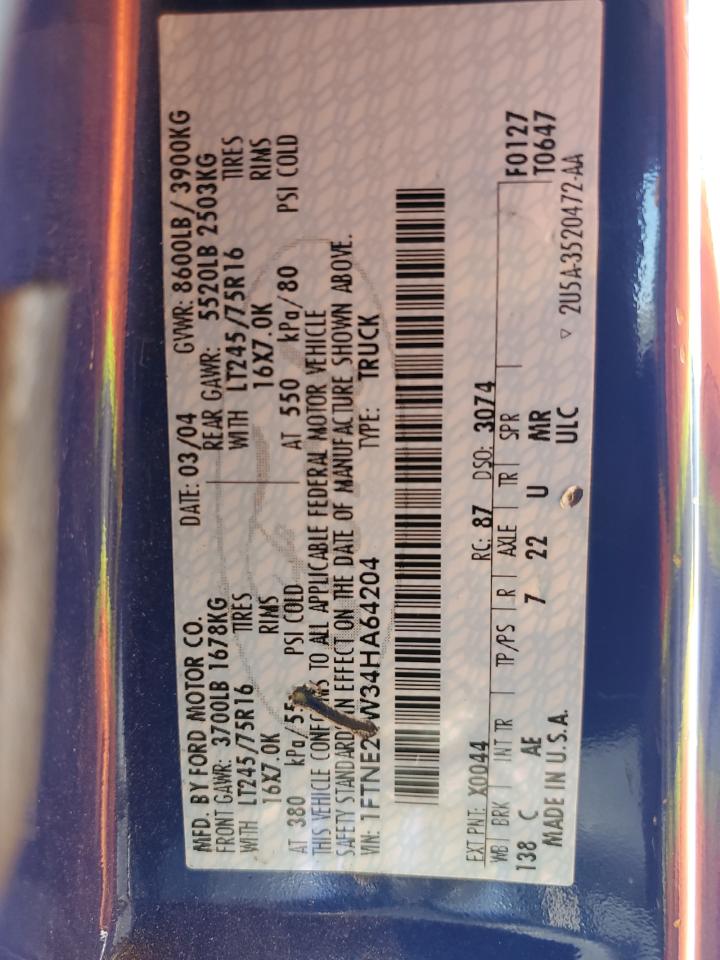 MFD. BY FORD MOTOR CO. DATE: 03/04 GVWR: 8600LB / 3900KG
FRONT GAWR: 3700LB 1678KG REAR GAWR: 5520LB 2503KG
WITH LT245/75R16 TIRES WITH LT245/75R16 TIRES
16X7.0K RIMS 16X7.0K RIMS
AT 380 kPa/55 PSI COLD AT 550 kPa/80 PSI COLD
THIS VEHICLE CONFORMS TO ALL APPLICABLE FEDERAL MOTOR VEHICLE
SAFETY STANDARDS IN EFFECT ON THE DATE OF MANUFACTURE SHOWN ABOVE.
VIN: 1FTNE2 W34HA64204 TYPE: TRUCK
EXT PNT: X0044 RC: 87 DSO: 3074
WB BRK INT TR TP/PS R AXLE TR SPR F0127
138 C AE 7 22 U MR T0647
MADE IN U.S.A. ULC ▽ 2U5A-3520472-AA